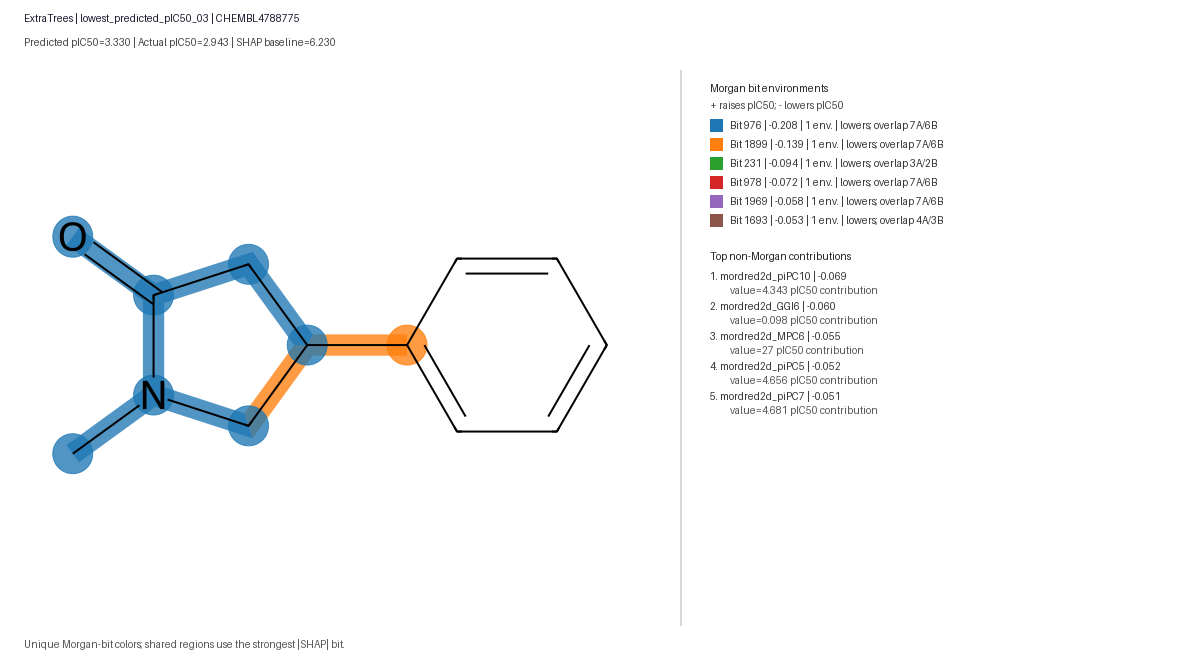 ExtraTrees | lowest_predicted_pIC50_03 | CHEMBL4788775
Predicted pIC50=3.330 | Actual pIC50=2.943 | SHAP baseline=6.230
Morgan bit environments
+ raises pIC50; - lowers pIC50
Bit 976 | -0.208 | 1 env. | lowers; overlap 7A/6B
Bit 1899 | -0.139 | 1 env. | lowers; overlap 7A/6B
Bit 231 | -0.094 | 1 env. | lowers; overlap 3A/2B
Bit 978 | -0.072 | 1 env. | lowers; overlap 7A/6B
Bit 1969 | -0.058 | 1 env. | lowers; overlap 7A/6B
Bit 1693 | -0.053 | 1 env. | lowers; overlap 4A/3B
Top non-Morgan contributions
1. mordred2d_piPC10 | -0.069
value=4.343 pIC50 contribution
2. mordred2d_GGI6 | -0.060
value=0.098 pIC50 contribution
3. mordred2d_MPC6 | -0.055
value=27 pIC50 contribution
4. mordred2d_piPC5 | -0.052
value=4.656 pIC50 contribution
5. mordred2d_piPC7 | -0.051
value=4.681 pIC50 contribution
O
N
Unique Morgan-bit colors; shared regions use the strongest |SHAP| bit.